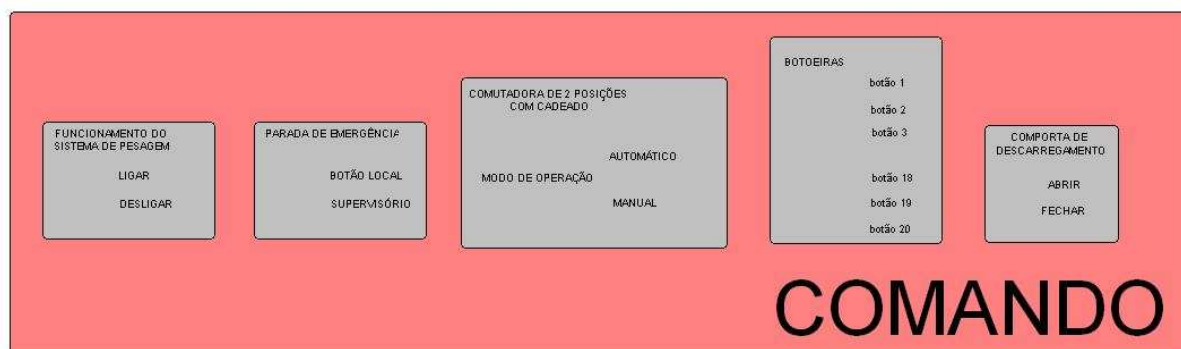 FUNCIONAMENTO DO
SISTEMA DE PESAGEM
LIGAR
DESLIGAR
PARADA DE EMERGÊNCIA
BOTÃO LOCAL
SUPERVISÓRIO
COMUTADORA DE 2 POSIÇÕES
COM CADEADO
AUTOMÁTICO
MODO DE OPERAÇÃO
MANUAL
BOTOEIRAS
botão 1
botão 2
botão 3
botão 18
botão 19
botão 20
COMPORTA DE
DESCARREGAMENTO
ABRIR
FECHAR
COMANDO